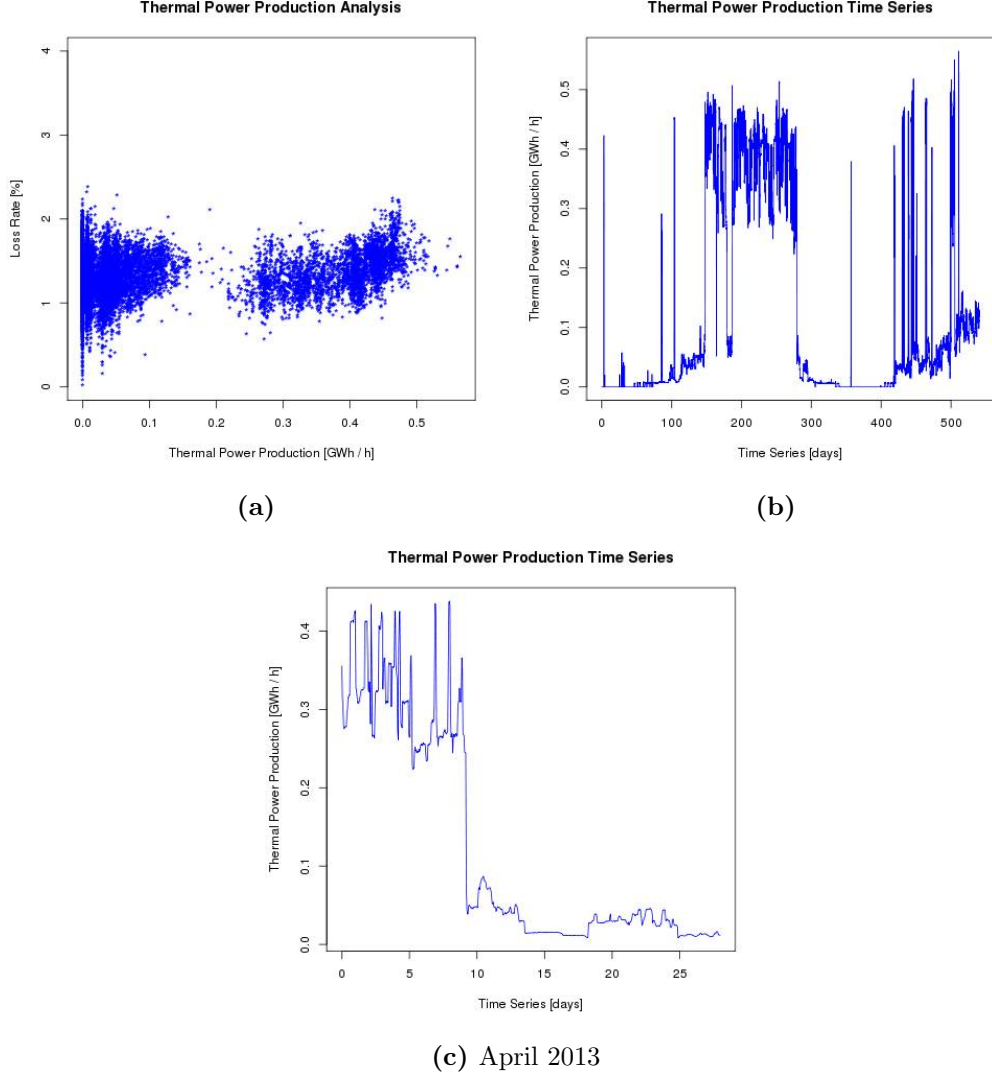 Thermal Power Production Analysis
4
3
2
1
0
Loss Rate [%]
0.0 0.1 0.2 0.3 0.4 0.5
Thermal Power Production [GWh / h]
(a)
Thermal Power Production Time Series
0.5
0.4
0.3
0.2
0.1
0.0
Thermal Power Production [GWh / h]
0 100 200 300 400 500
Time Series [days]
(b)
Thermal Power Production Time Series
0.4
0.3
0.2
0.1
0.0
Thermal Power Production [GWh / h]
0 5 10 15 20 25
Time Series [days]
(c) April 2013